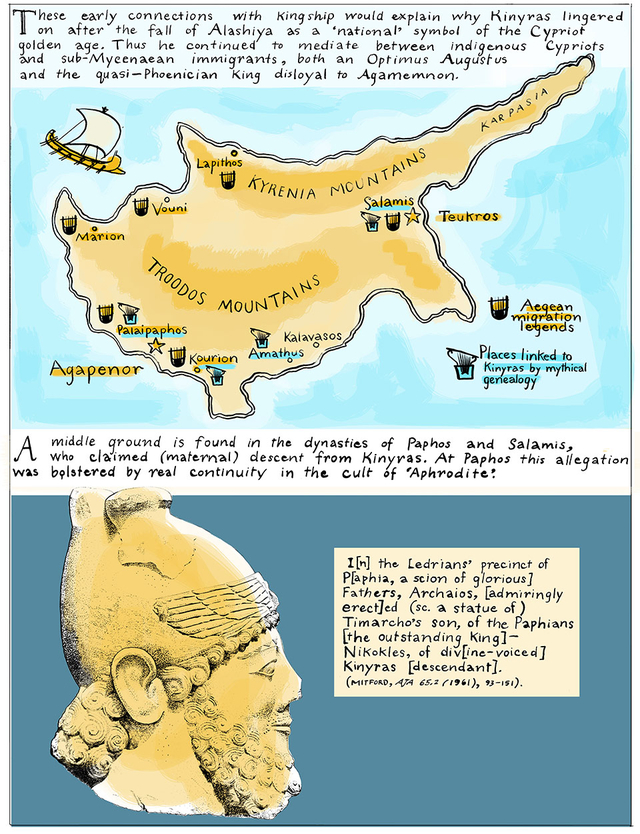 These early connections with kingship would explain why Kinyras lingered
on after the fall of Alashiya as a 'national' symbol of the Cypriot
golden age. Thus he continued to mediate between indigenous Cypriots
and sub-Mycenaean immigrants, both an Optimus Augustus
and the quasi-Phoenician king disloyal to Agamemnon.
KARPASIA
Lapithos
KYRENIA MOUNTAINS
Salamis
Teukros
Vouni
Marion
TROODOS MOUNTAINS
Aegean
migration
legends
Palaipaphos
Kalavasos
Amathus
Kourion
Agapenor
Places linked to
Kinyras by mythical
genealogy
A middle ground is found in the dynasties of Paphos and Salamis,
who claimed (maternal) descent from Kinyras. At Paphos this allegation
was bolstered by real continuity in the cult of 'Aphrodite'.
I[n] the Ledrians' precinct of
P[aphia, a scion of glorious]
Fathers, Archaios, [admiringly
erect]ed (sc. a statue of)
Timarcho's son, of the Paphians
[the outstanding king]—
Nikokles, of div[ine-voiced]
Kinyras [descendant].
(MITFORD, AJA 65.2 (1961), 93-151).